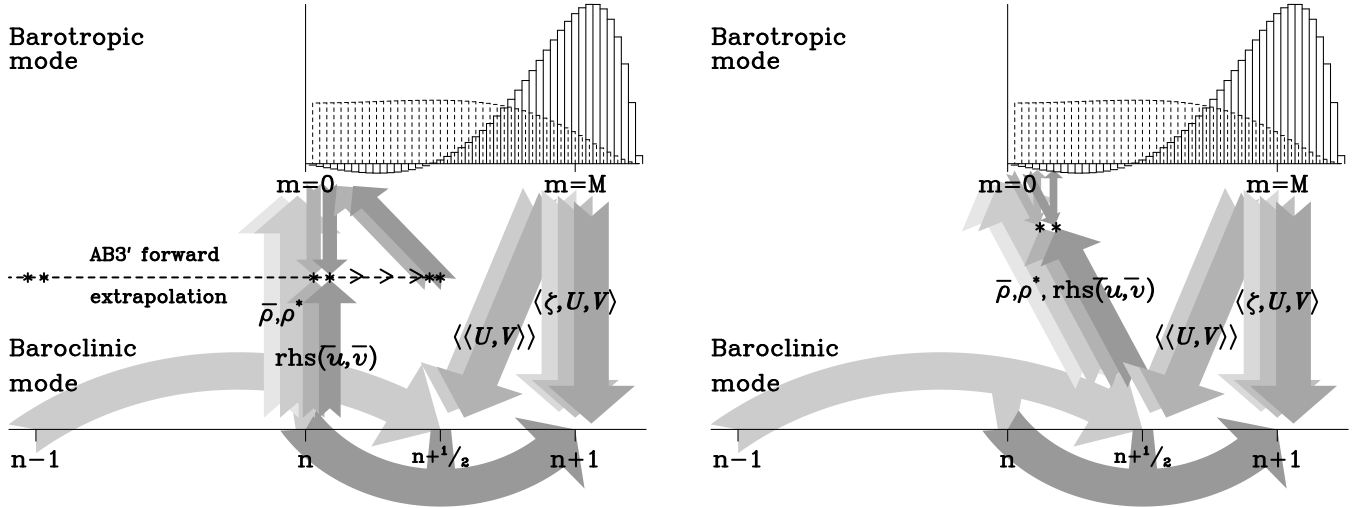 Barotropic
mode
m=0
m=M
AB3′ forward
extrapolation
ρ̅,ρ*
rhs(u̅,v̅)
⟨ζ,U,V⟩
⟨⟨U,V⟩⟩
Baroclinic
mode
n−1
n
n+¹/₂
n+1
Barotropic
mode
m=0
m=M
ρ̅,ρ*, rhs(u̅,v̅)
⟨ζ,U,V⟩
⟨⟨U,V⟩⟩
Baroclinic
mode
n−1
n
n+¹/₂
n+1